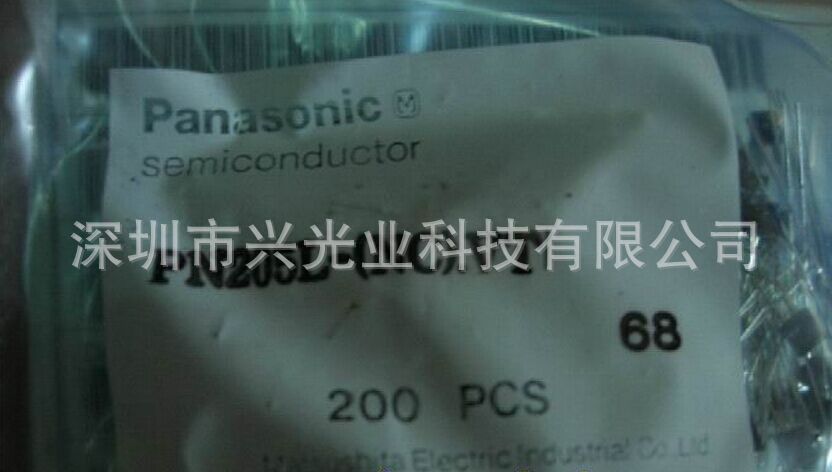 Panasonic M
semiconductor
深圳市兴光业科技有限公司
68
200 PCS
Matsushita Electric Industrial Co.,Ltd